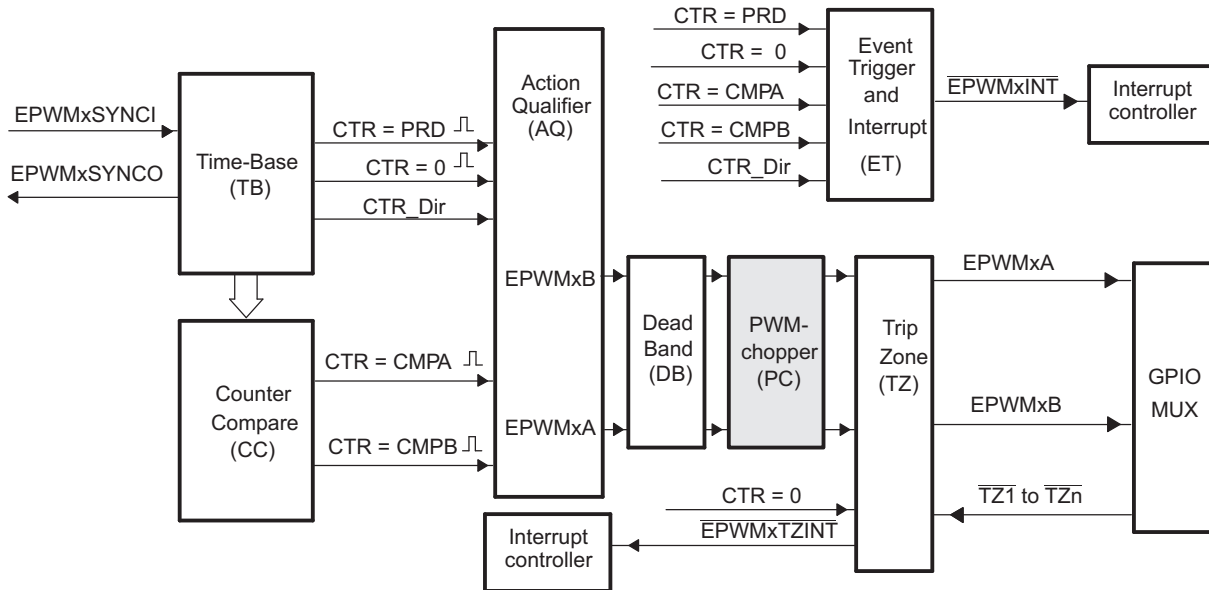 EPWMxSYNCI
EPWMxSYNCO
Time-Base
(TB)
CTR = PRD
CTR = 0
CTR_Dir
Counter
Compare
(CC)
CTR = CMPA
CTR = CMPB
Action
Qualifier
(AQ)
EPWMxB
EPWMxA
CTR = PRD
CTR = 0
CTR = CMPA
CTR = CMPB
CTR_Dir
Event
Trigger
and
Interrupt
(ET)
EPWMxINT
Interrupt
controller
Dead
Band
(DB)
PWM-
chopper
(PC)
Trip
Zone
(TZ)
EPWMxA
EPWMxB
TZ1 to TZn
GPIO
MUX
CTR = 0
EPWMxTZINT
Interrupt
controller